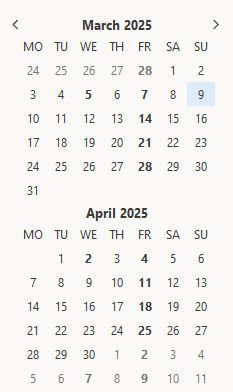 March 2025
MO TU WE TH FR SA SU
24 25 26 27 28 1 2
3 4 5 6 7 8 9
10 11 12 13 14 15 16
17 18 19 20 21 22 23
24 25 26 27 28 29 30
31
April 2025
MO TU WE TH FR SA SU
1 2 3 4 5 6
7 8 9 10 11 12 13
14 15 16 17 18 19 20
21 22 23 24 25 26 27
28 29 30 1 2 3 4
5 6 7 8 9 10 11